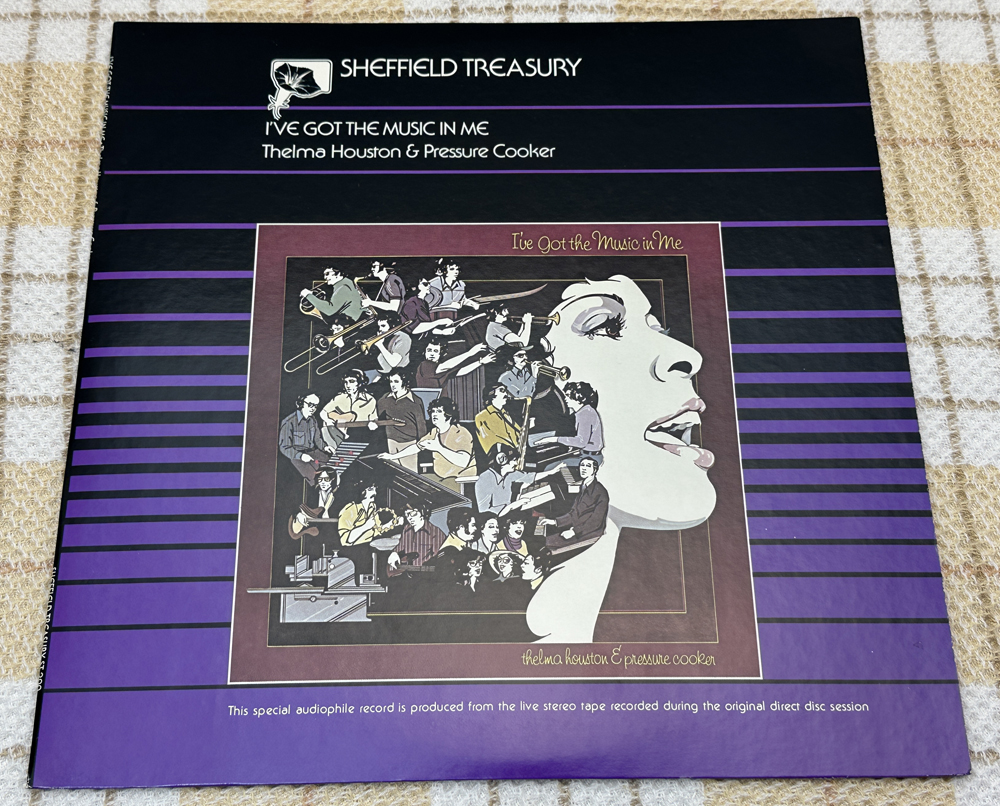 SHEFFIELD TREASURY
I'VE GOT THE MUSIC IN ME
Thelma Houston & Pressure Cooker
I've Got the Music in Me
thelma houston & pressure cooker
This special audiophile record is produced from the live stereo tape recorded during the original direct disc session